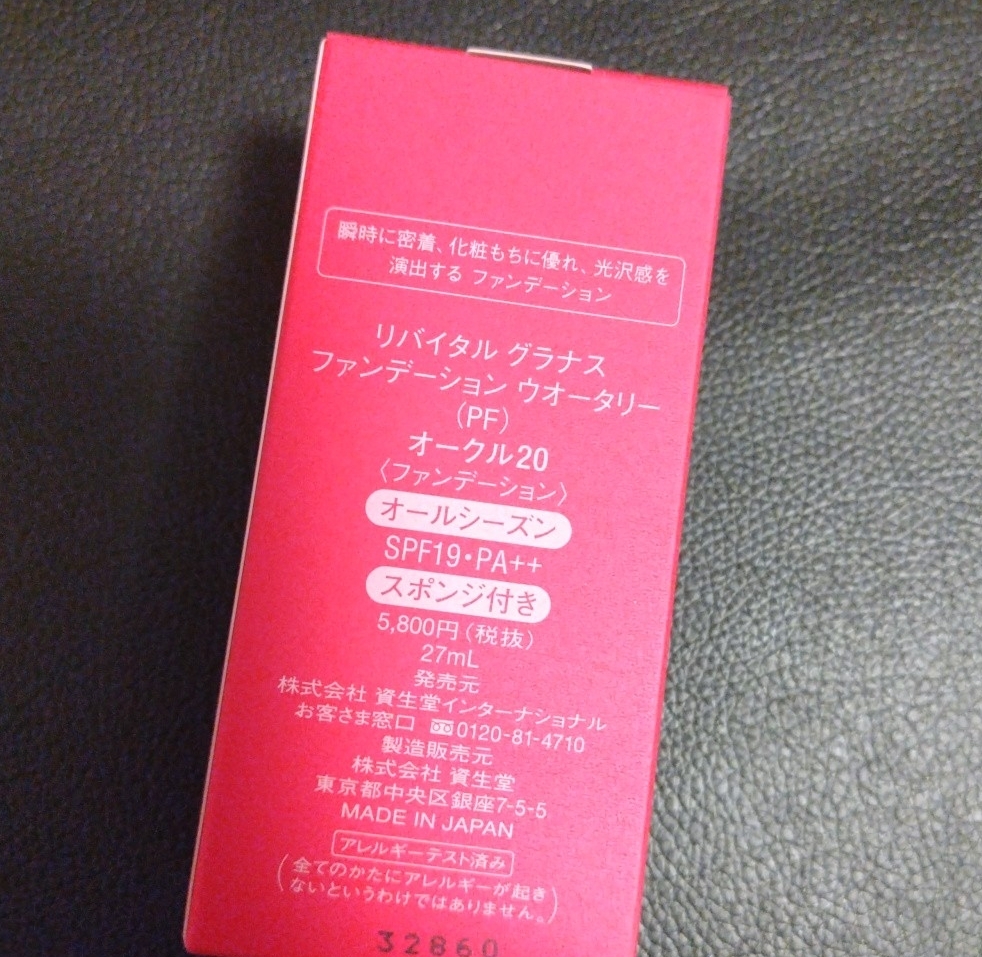 瞬時に密着、化粧もちに優れ、光沢感を
演出する ファンデーション
リバイタル グラナス
ファンデーション ウオータリー
(PF)
オークル20
〈ファンデーション〉
オールシーズン
SPF19・PA++
スポンジ付き
5,800円(税抜)
27mL
発売元
株式会社 資生堂インターナショナル
お客さま窓口 0120-81-4710
製造販売元
株式会社 資生堂
東京都中央区銀座7-5-5
MADE IN JAPAN
アレルギーテスト済み
(全てのかたにアレルギーが起き
ないというわけではありません。)
32860